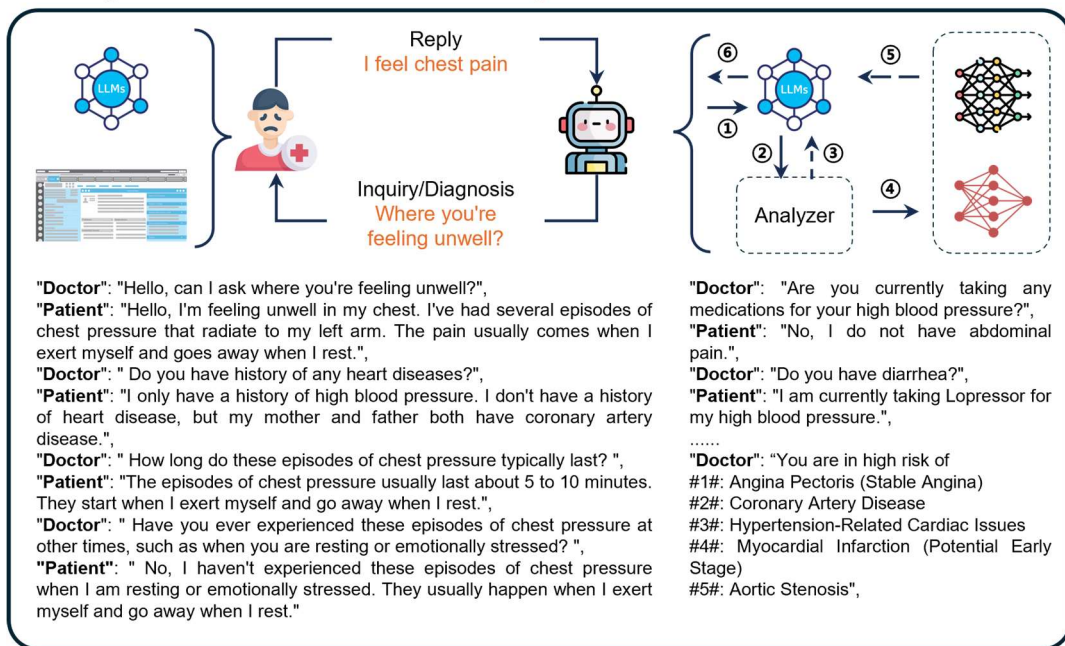 LLMs
Reply
I feel chest pain
Inquiry/Diagnosis
Where you're
feeling unwell?
⑥
⑤
LLMs
①
②
③
④
Analyzer
"Doctor": "Hello, can I ask where you're feeling unwell?",
"Patient": "Hello, I'm feeling unwell in my chest. I've had several episodes of
chest pressure that radiate to my left arm. The pain usually comes when I
exert myself and goes away when I rest.",
"Doctor": " Do you have history of any heart diseases?",
"Patient": "I only have a history of high blood pressure. I don't have a history
of heart disease, but my mother and father both have coronary artery
disease.",
"Doctor": " How long do these episodes of chest pressure typically last? ",
"Patient": "The episodes of chest pressure usually last about 5 to 10 minutes.
They start when I exert myself and go away when I rest.",
"Doctor": " Have you ever experienced these episodes of chest pressure at
other times, such as when you are resting or emotionally stressed? ",
"Patient": " No, I haven't experienced these episodes of chest pressure
when I am resting or emotionally stressed. They usually happen when I exert
myself and go away when I rest."
"Doctor": "Are you currently taking any
medications for your high blood pressure?",
"Patient": "No, I do not have abdominal
pain.",
"Doctor": "Do you have diarrhea?",
"Patient": "I am currently taking Lopressor for
my high blood pressure.",
......
"Doctor": “You are in high risk of
#1#: Angina Pectoris (Stable Angina)
#2#: Coronary Artery Disease
#3#: Hypertension-Related Cardiac Issues
#4#: Myocardial Infarction (Potential Early
Stage)
#5#: Aortic Stenosis",